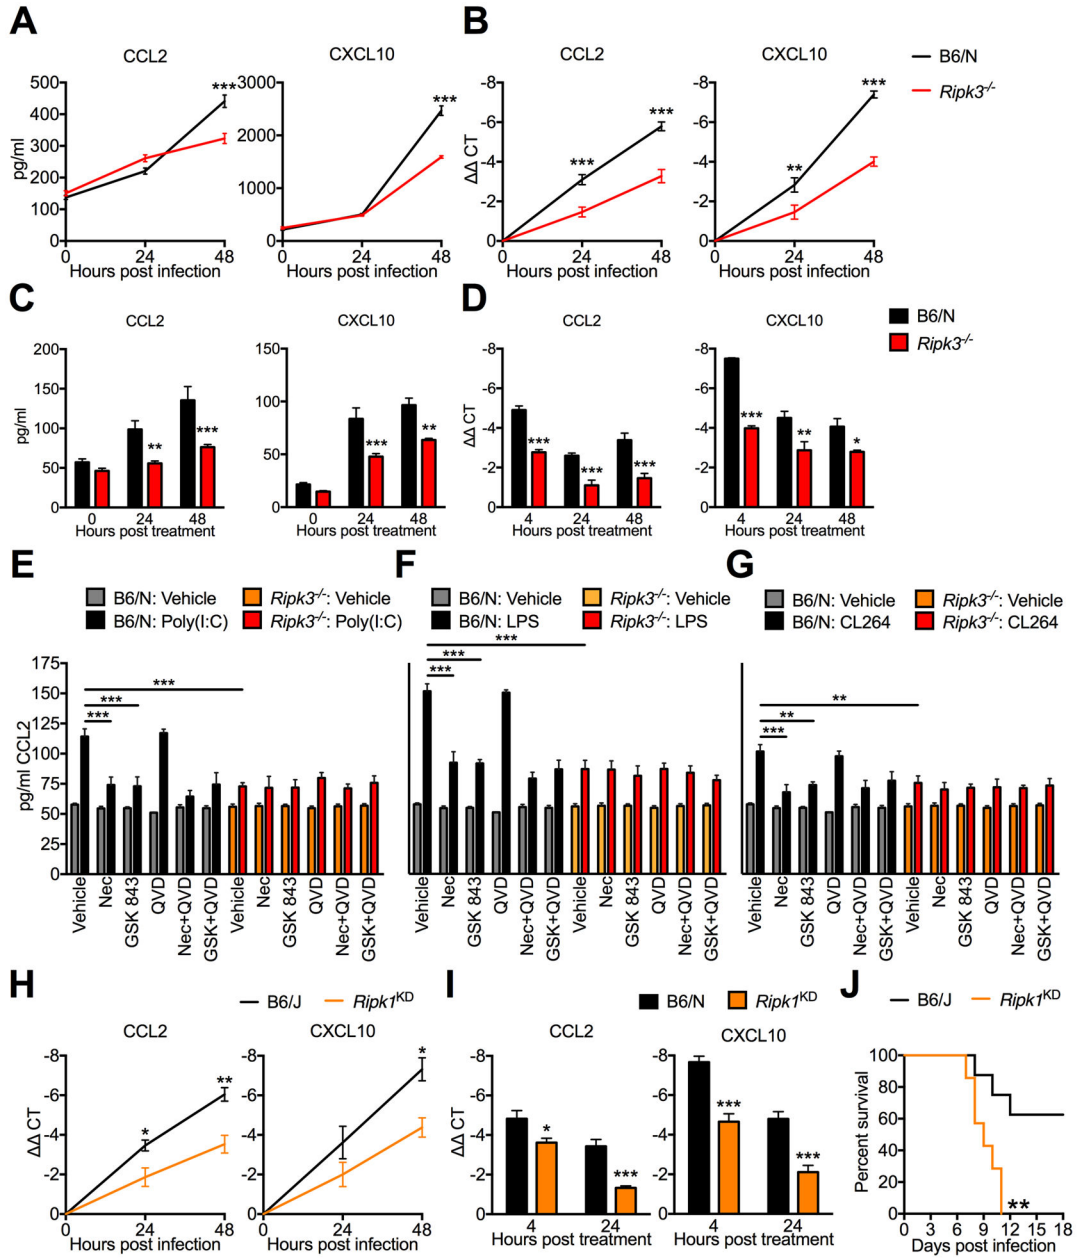 A
CCL2
500
400
300
200
100
0
pg/ml
***
0 24 48
Hours post infection
CXCL10
3000
2000
1000
0
***
0 24 48
Hours post infection
B
CCL2
-8
-6
-4
-2
0
ΔΔ CT
***
***
0 24 48
Hours post infection
CXCL10
-8
-6
-4
-2
0
**
***
0 24 48
Hours post infection
B6/N
Ripk3-/-
C
CCL2
200
150
100
50
0
pg/ml
** ***
0 24 48
Hours post treatment
CXCL10
150
100
50
0
*** **
0 24 48
Hours post treatment
D
CCL2
-8
-6
-4
-2
0
ΔΔ CT
*** *** ***
4 24 48
Hours post treatment
CXCL10
-8
-6
-4
-2
0
*** ** *
4 24 48
Hours post treatment
B6/N
Ripk3-/-
E
B6/N: Vehicle Ripk3-/-: Vehicle
B6/N: Poly(I:C) Ripk3-/-: Poly(I:C)
175
150
125
100
75
50
25
0
pg/ml CCL2
***
***
***
Vehicle
Nec
GSK 843
QVD
Nec+QVD
GSK+QVD
Vehicle
Nec
GSK 843
QVD
Nec+QVD
GSK+QVD
F
B6/N: Vehicle Ripk3-/-: Vehicle
B6/N: LPS Ripk3-/-: LPS
***
***
***
Vehicle
Nec
GSK 843
QVD
Nec+QVD
GSK+QVD
Vehicle
Nec
GSK 843
QVD
Nec+QVD
GSK+QVD
G
B6/N: Vehicle Ripk3-/-: Vehicle
B6/N: CL264 Ripk3-/-: CL264
**
**
***
Vehicle
Nec
GSK 843
QVD
Nec+QVD
GSK+QVD
Vehicle
Nec
GSK 843
QVD
Nec+QVD
GSK+QVD
H
B6/J Ripk1KD
CCL2
-8
-6
-4
-2
0
ΔΔ CT
*
**
0 24 48
Hours post infection
CXCL10
-8
-6
-4
-2
0
*
0 24 48
Hours post infection
I
B6/N Ripk1KD
CCL2
-8
-6
-4
-2
0
ΔΔ CT
* ***
4 24
Hours post treatment
CXCL10
-8
-6
-4
-2
0
*** ***
4 24
Hours post treatment
J
B6/J Ripk1KD
100
80
60
40
20
0
Percent survival
**
0 3 6 9 12 15 18
Days post infection